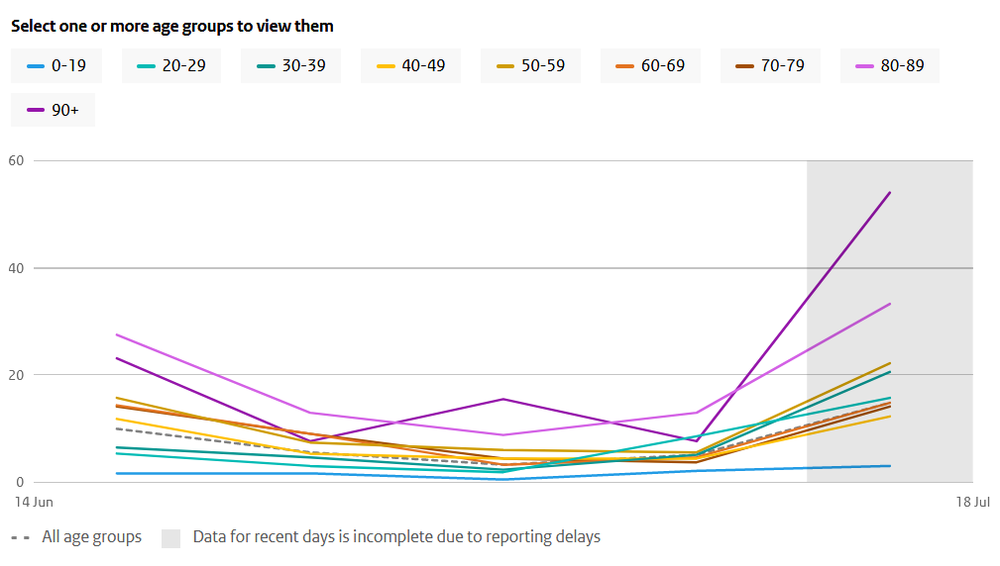 Select one or more age groups to view them
0-19 20-29 30-39 40-49 50-59 60-69 70-79 80-89
90+
60
40
20
0
14 Jun 18 Jul
All age groups Data for recent days is incomplete due to reporting delays